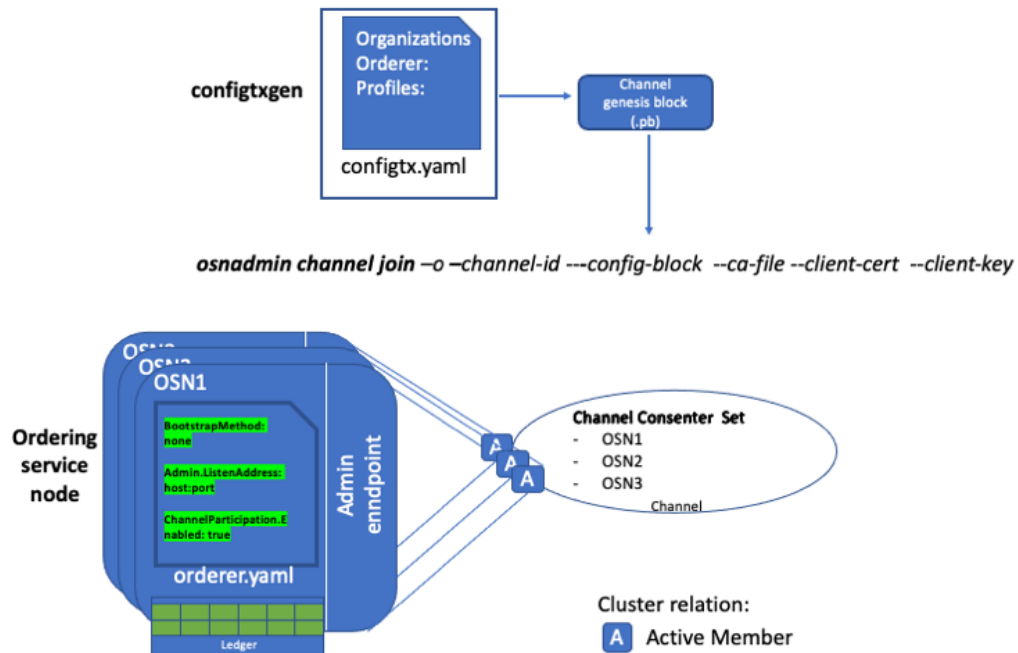 Organizations
Orderer:
Profiles:
configtxgen
configtx.yaml
Channel
genesis block
(.pb)
osnadmin channel join –o –channel-id ---config-block --ca-file --client-cert --client-key
OSN1
BootstrapMethod:
none
Admin.ListenAddress:
host:port
ChannelParticipation.E
nabled: true
orderer.yaml
Ledger
Admin
enndpoint
Ordering
service
node
A
A
A
Channel Consenter Set
- OSN1
- OSN2
- OSN3
Channel
Cluster relation:
A Active Member